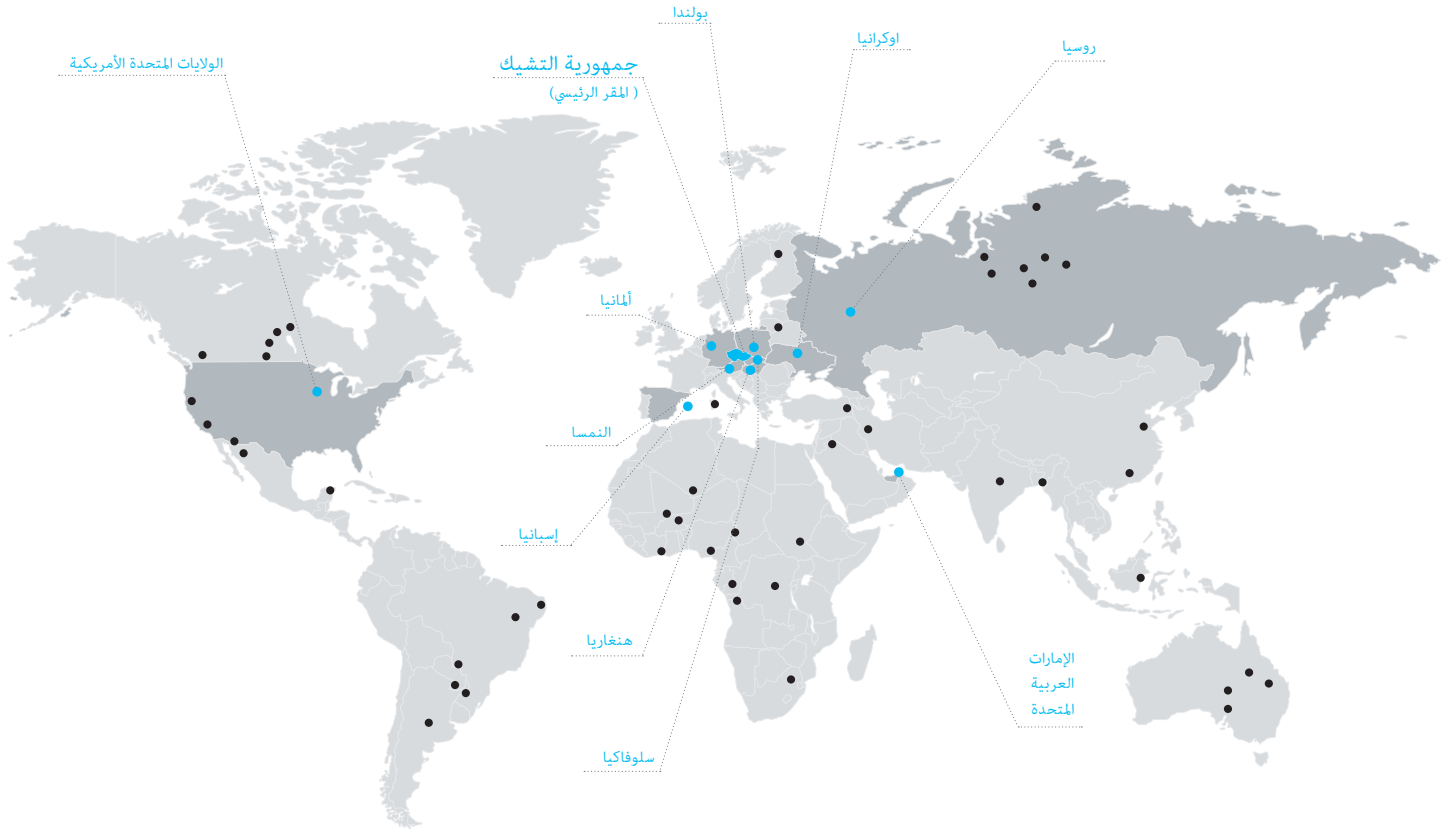 بولندا
اوكرانيا
روسيا
الولايات المتحدة الأمريكية
جمهورية التشيك
( المقر الرئيسي)
ألمانيا
النمسا
إسبانيا
هنغاريا
الإمارات
العربية
المتحدة
سلوفاكيا